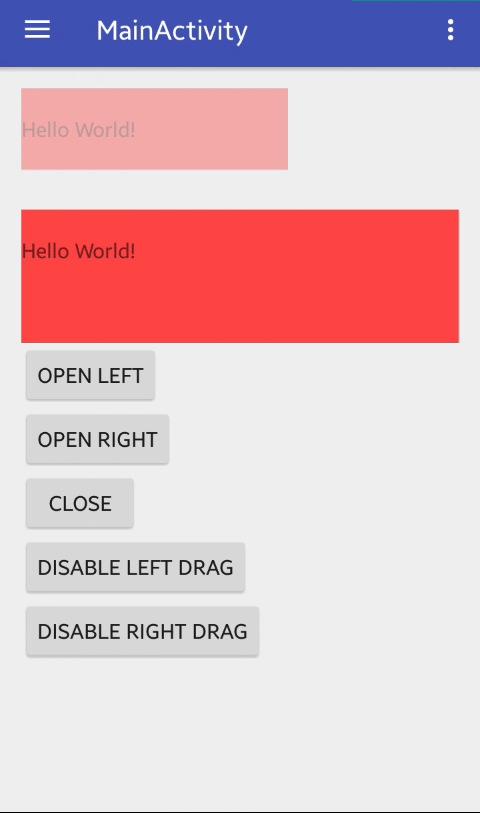 MainActivity
Hello World!
Hello World!
OPEN LEFT
OPEN RIGHT
CLOSE
DISABLE LEFT DRAG
DISABLE RIGHT DRAG